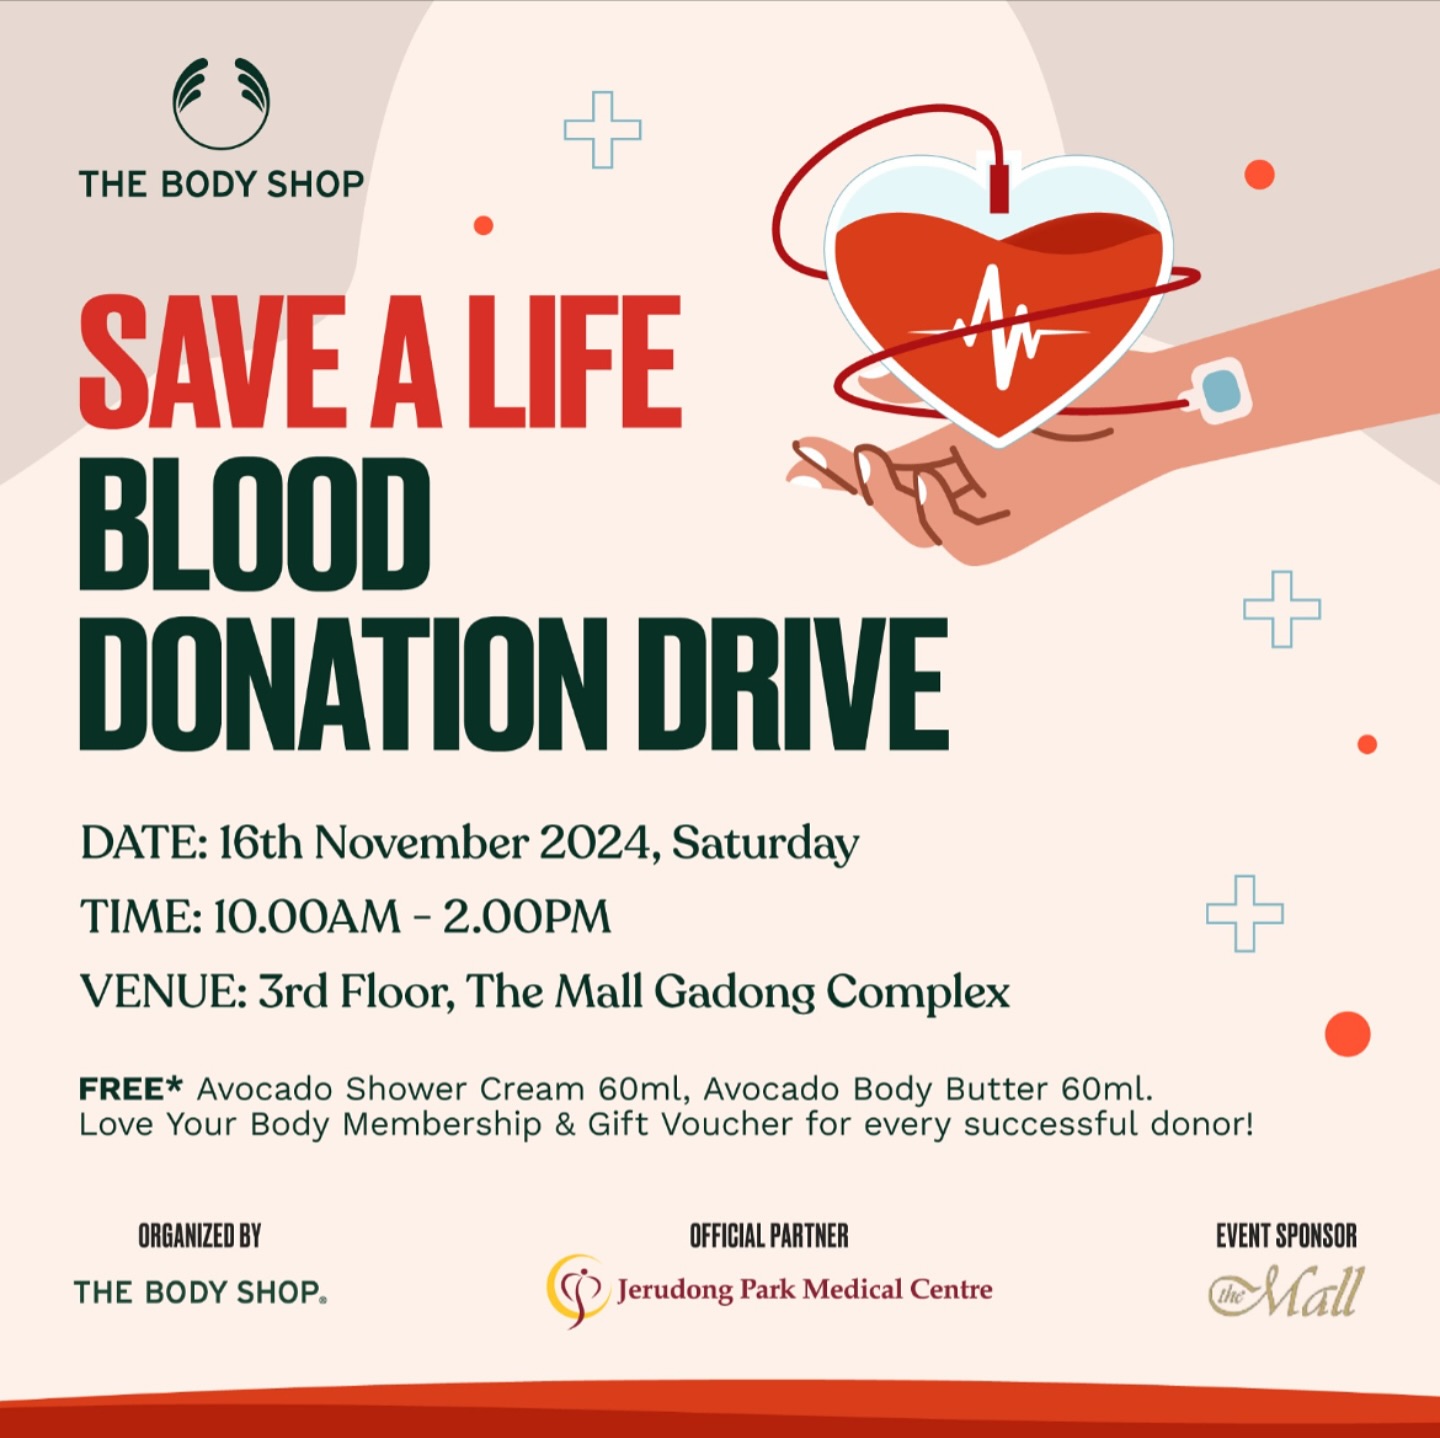 THE BODY SHOP
SAVE A LIFE
BLOOD
DONATION DRIVE
DATE: 16th November 2024, Saturday
TIME: 10.00AM - 2.00PM
VENUE: 3rd Floor, The Mall Gadong Complex
FREE* Avocado Shower Cream 60ml, Avocado Body Butter 60ml.
Love Your Body Membership & Gift Voucher for every successful donor!
ORGANIZED BY
THE BODY SHOP®
OFFICIAL PARTNER
Jerudong Park Medical Centre
EVENT SPONSOR
the Mall